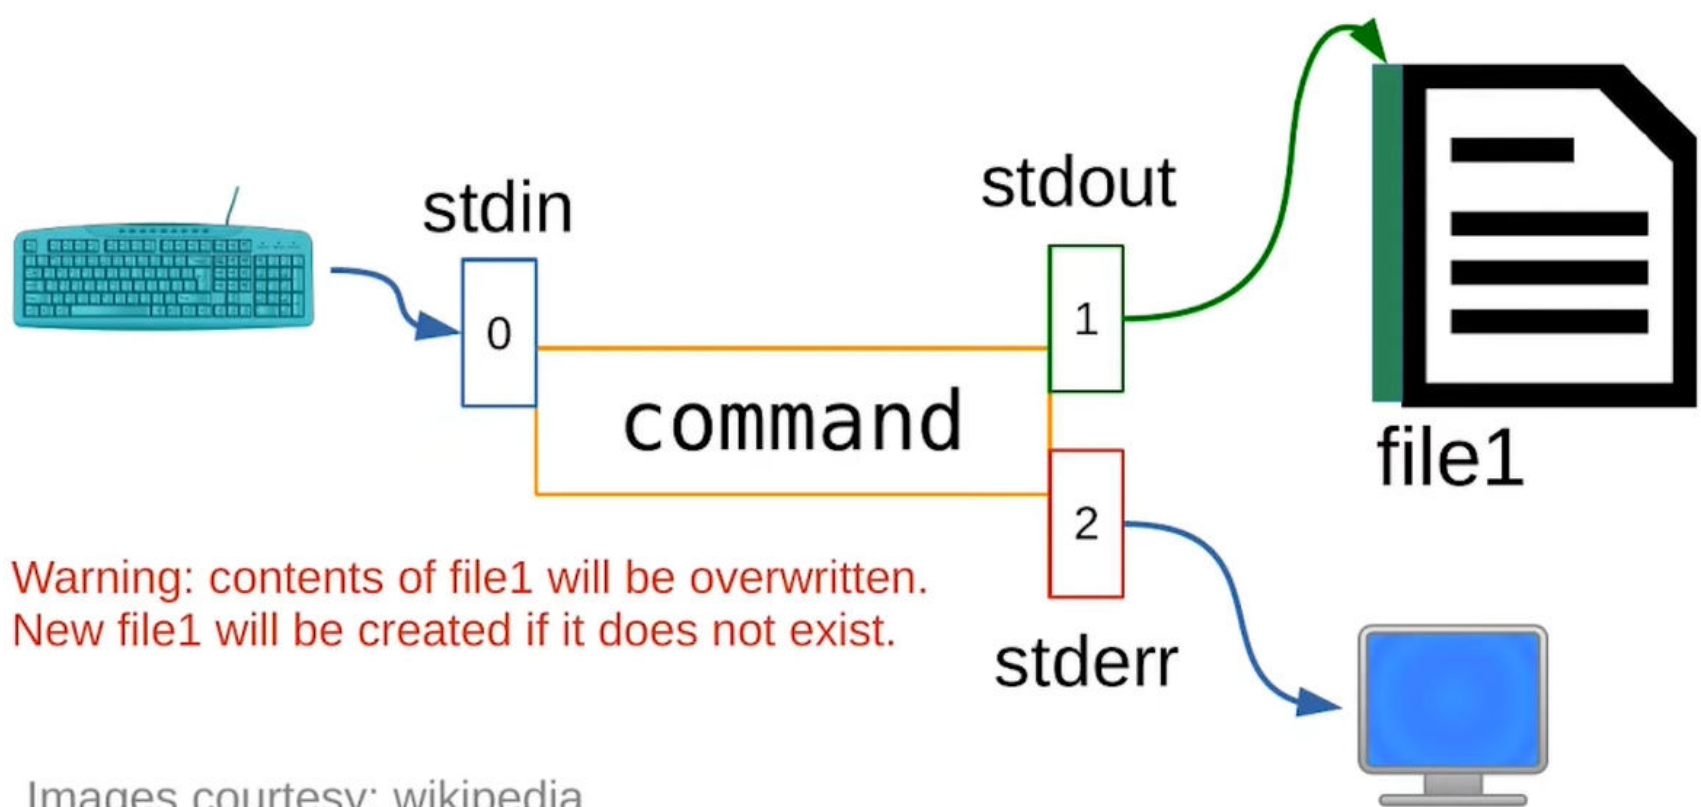 stdin
stdout
0
1
command
file1
2
Warning: contents of file1 will be overwritten.
New file1 will be created if it does not exist.
stderr
Images courtesy: wikipedia